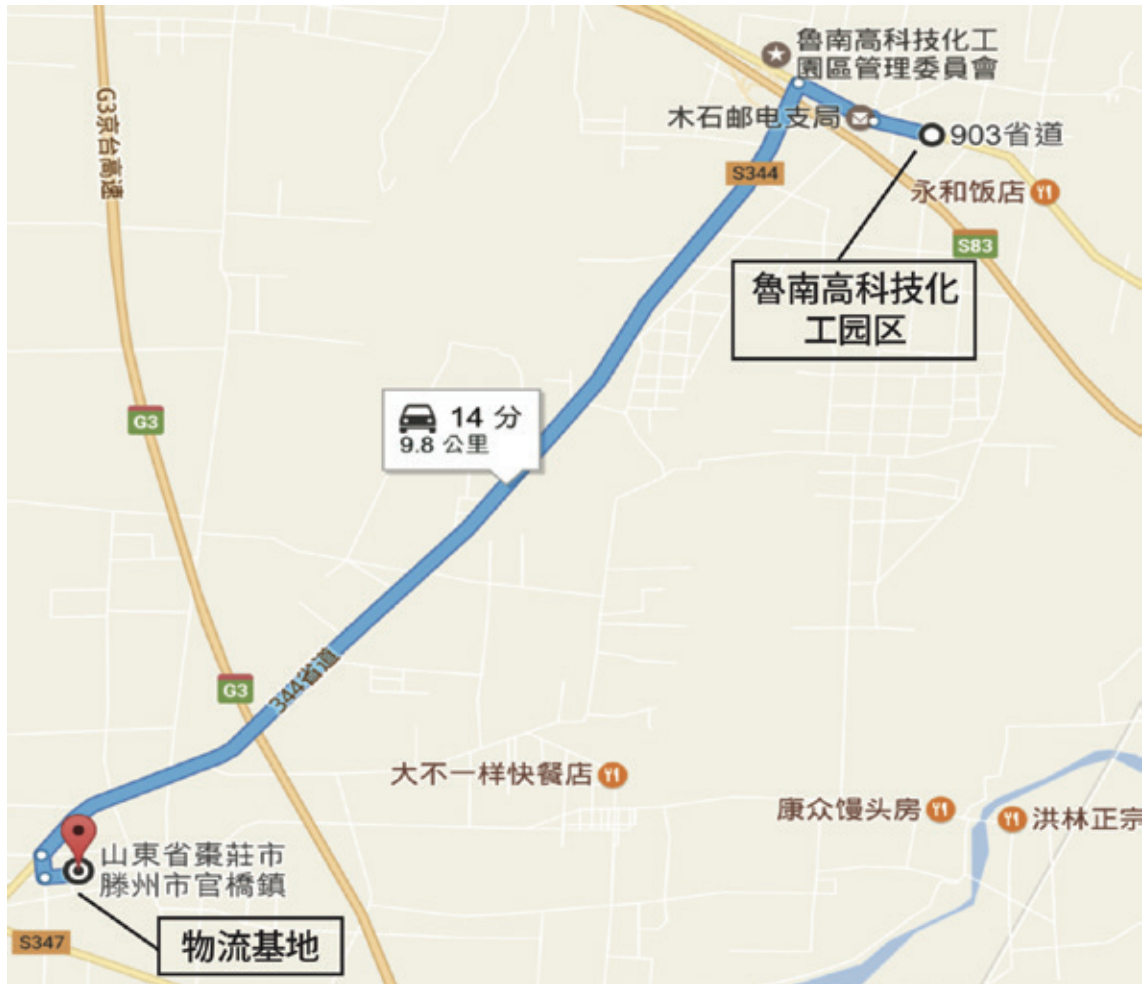 魯南高科技化工
園區管理委員會
G3京台高速
木石邮电支局
903省道
S344
永和饭店
S83
魯南高科技化
工园区
14 分
9.8 公里
G3
344省道
G3
大不一样快餐店
康众馒头房
洪林正宗
山東省棗莊市
滕州市官橋鎮
S347
物流基地